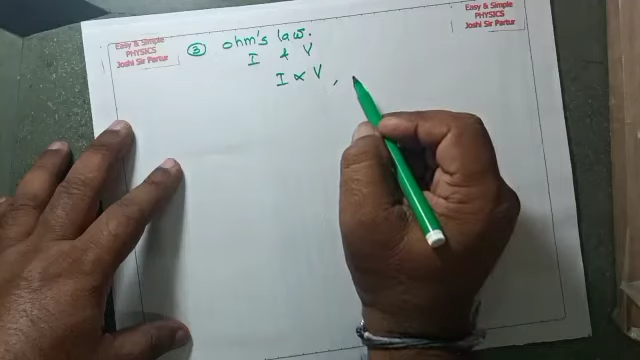 Easy & Simple
PHYSICS
Joshi Sir Partur
Easy & Simple
PHYSICS
Joshi Sir Partur
③ ohm's law.
I & V
I ∝ V ,